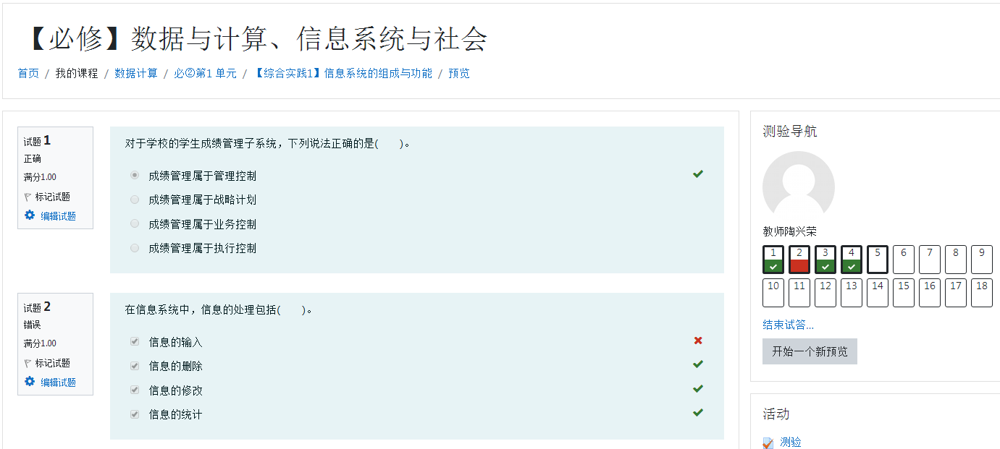 【必修】数据与计算、信息系统与社会
首页 / 我的课程 / 数据计算 / 必②第1单元 / 【综合实践1】信息系统的组成与功能 / 预览
试题 1
正确
满分1.00
标记试题
编辑试题
对于学校的学生成绩管理子系统，下列说法正确的是(  )。
成绩管理属于管理控制
成绩管理属于战略计划
成绩管理属于业务控制
成绩管理属于执行控制
试题 2
错误
满分1.00
标记试题
编辑试题
在信息系统中，信息的处理包括(  )。
信息的输入
信息的删除
信息的修改
信息的统计
测验导航
教师陶兴荣
1 2 3 4 5 6 7 8 9
10 11 12 13 14 15 16 17 18
结束试答...
开始一个新预览
活动
测验